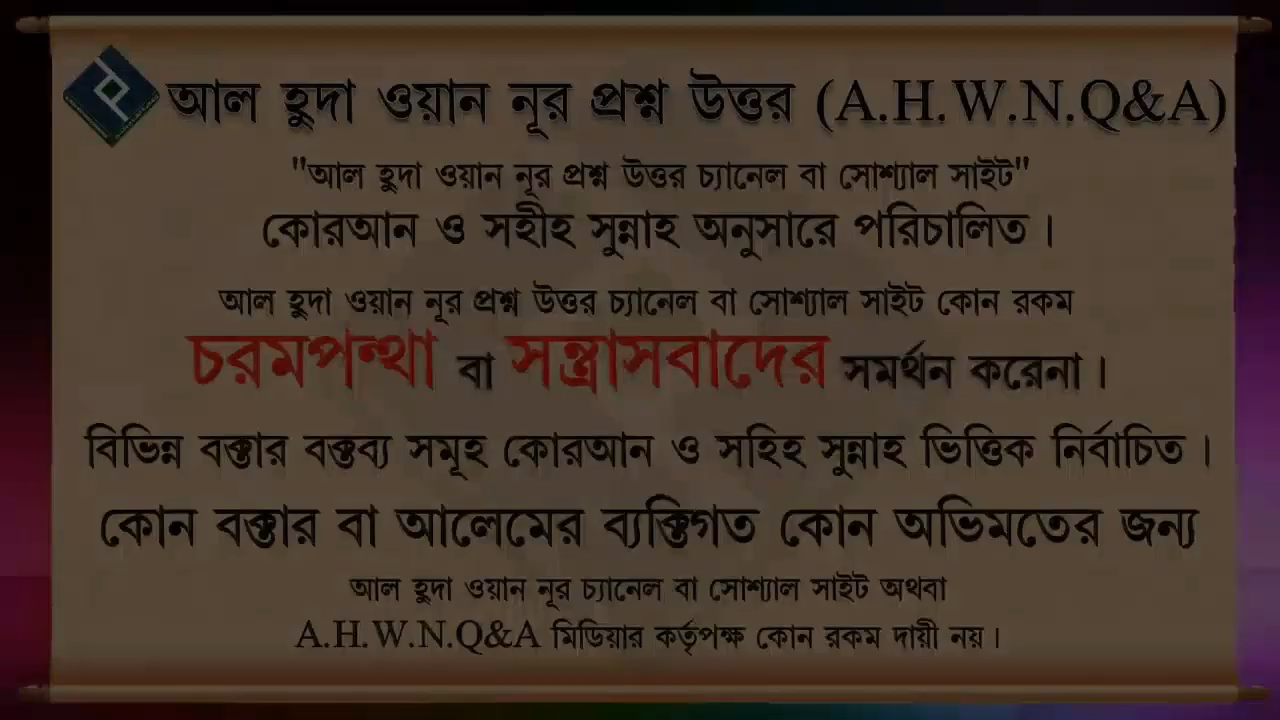 আল হুদা ওয়ান নূর প্রশ্ন উত্তর (A.H.W.N.Q&A)
"আল হুদা ওয়ান নূর প্রশ্ন উত্তর চ্যানেল বা সোশ্যাল সাইট"
কোরআন ও সহীহ সুন্নাহ অনুসারে পরিচালিত।
আল হুদা ওয়ান নূর প্রশ্ন উত্তর চ্যানেল বা সোশ্যাল সাইট কোন রকম
চরমপন্থা বা সন্ত্রাসবাদের সমর্থন করেনা।
বিভিন্ন বক্তার বক্তব্য সমূহ কোরআন ও সহিহ সুন্নাহ ভিত্তিক নির্বাচিত।
কোন বক্তার বা আলেমের ব্যক্তিগত কোন অভিমতের জন্য
আল হুদা ওয়ান নূর চ্যানেল বা সোশ্যাল সাইট অথবা
A.H.W.N.Q&A মিডিয়ার কর্তৃপক্ষ কোন রকম দায়ী নয়।